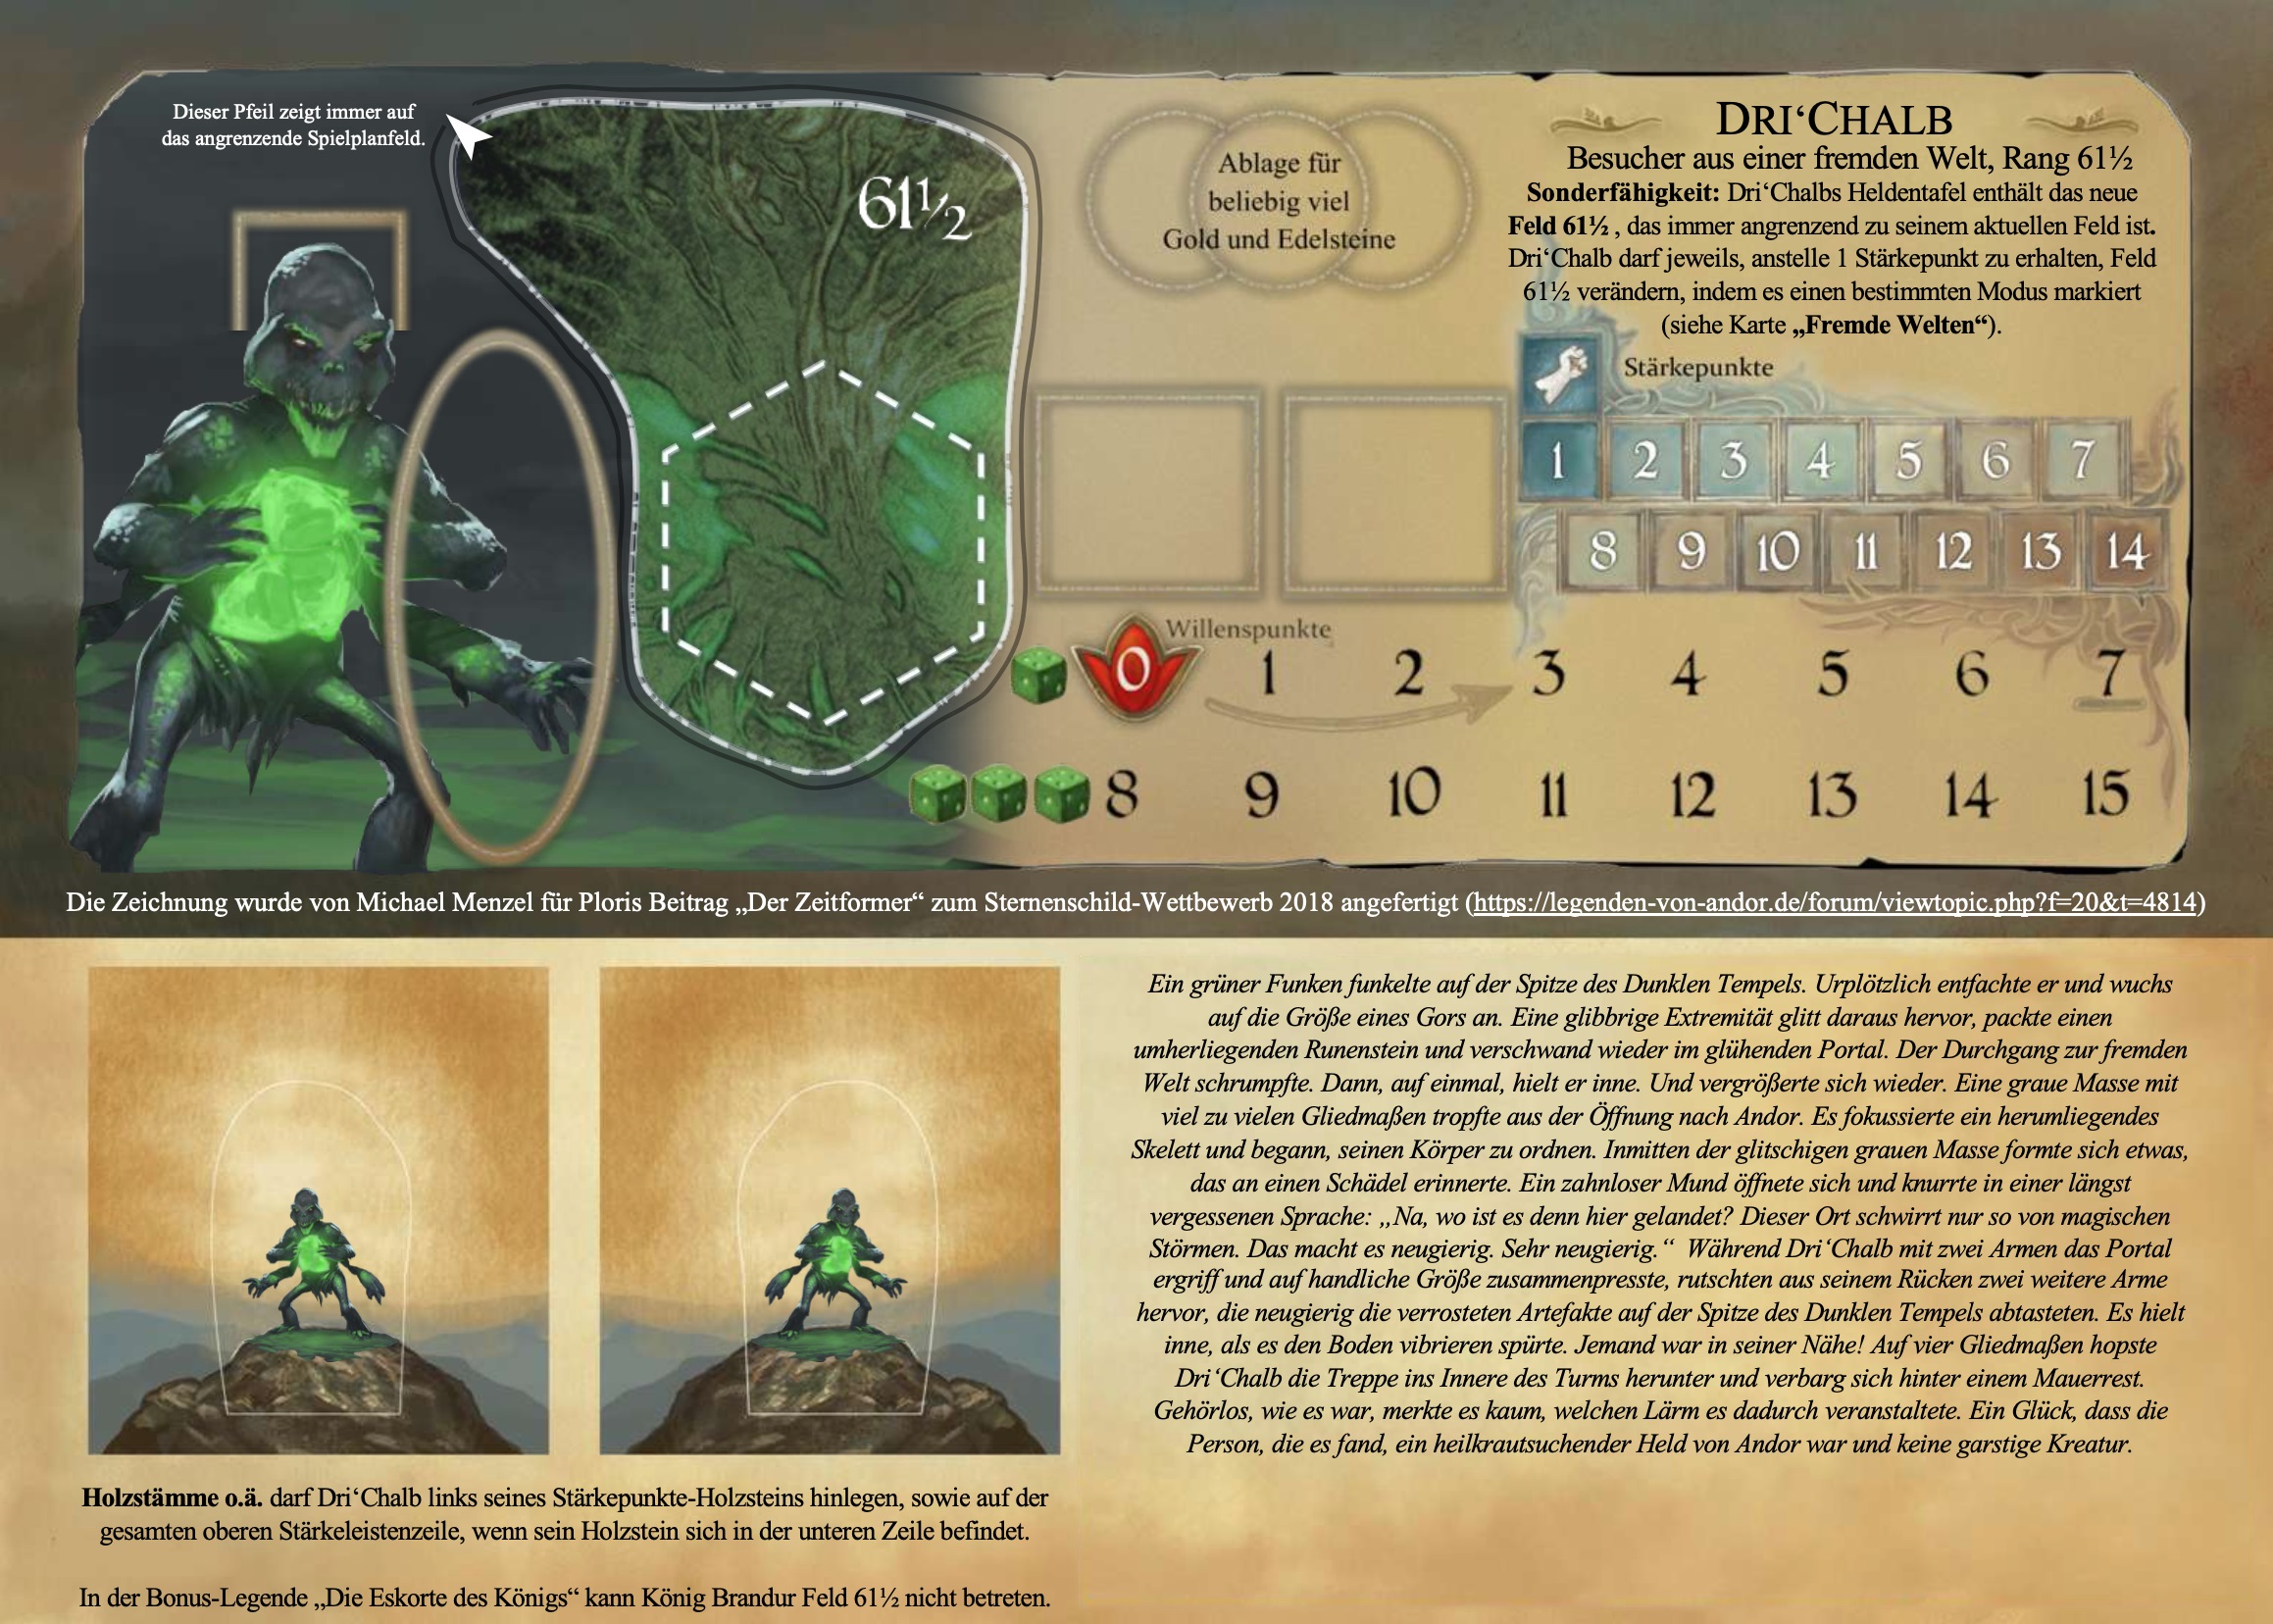 Dieser Pfeil zeigt immer auf
das angrenzende Spielplanfeld.
61½
Ablage für
beliebig viel
Gold und Edelsteine
DRI‘CHALB
Besucher aus einer fremden Welt, Rang 61½
Sonderfähigkeit: Dri‘Chalbs Heldentafel enthält das neue
Feld 61½ , das immer angrenzend zu seinem aktuellen Feld ist.
Dri‘Chalb darf jeweils, anstelle 1 Stärkepunkt zu erhalten, Feld
61½ verändern, indem es einen bestimmten Modus markiert
(siehe Karte „Fremde Welten“).
Stärkepunkte
1 2 3 4 5 6 7
8 9 10 11 12 13 14
Willenspunkte
0 1 2 3 4 5 6 7
8 9 10 11 12 13 14 15
Die Zeichnung wurde von Michael Menzel für Ploris Beitrag „Der Zeitformer“ zum Sternenschild-Wettbewerb 2018 angefertigt (https://legenden-von-andor.de/forum/viewtopic.php?f=20&t=4814)
Ein grüner Funken funkelte auf der Spitze des Dunklen Tempels. Urplötzlich entfachte er und wuchs
auf die Größe eines Gors an. Eine glibbrige Extremität glitt daraus hervor, packte einen
umherliegenden Runenstein und verschwand wieder im glühenden Portal. Der Durchgang zur fremden
Welt schrumpfte. Dann, auf einmal, hielt er inne. Und vergrößerte sich wieder. Eine graue Masse mit
viel zu vielen Gliedmaßen tropfte aus der Öffnung nach Andor. Es fokussierte ein herumliegendes
Skelett und begann, seinen Körper zu ordnen. Inmitten der glitschigen grauen Masse formte sich etwas,
das an einen Schädel erinnerte. Ein zahnloser Mund öffnete sich und knurrte in einer längst
vergessenen Sprache: „Na, wo ist es denn hier gelandet? Dieser Ort schwirrt nur so von magischen
Störmen. Das macht es neugierig. Sehr neugierig.“ Während Dri‘Chalb mit zwei Armen das Portal
ergriff und auf handliche Größe zusammenpresste, rutschten aus seinem Rücken zwei weitere Arme
hervor, die neugierig die verrosteten Artefakte auf der Spitze des Dunklen Tempels abtasteten. Es hielt
inne, als es den Boden vibrieren spürte. Jemand war in seiner Nähe! Auf vier Gliedmaßen hopste
Dri‘Chalb die Treppe ins Innere des Turms herunter und verbarg sich hinter einem Mauerrest.
Gehörlos, wie es war, merkte es kaum, welchen Lärm es dadurch veranstaltete. Ein Glück, dass die
Person, die es fand, ein heilkrautsuchender Held von Andor war und keine garstige Kreatur.
Holzstämme o.ä. darf Dri‘Chalb links seines Stärkepunkte-Holzsteins hinlegen, sowie auf der
gesamten oberen Stärkeleistenzeile, wenn sein Holzstein sich in der unteren Zeile befindet.
In der Bonus-Legende „Die Eskorte des Königs“ kann König Brandur Feld 61½ nicht betreten.